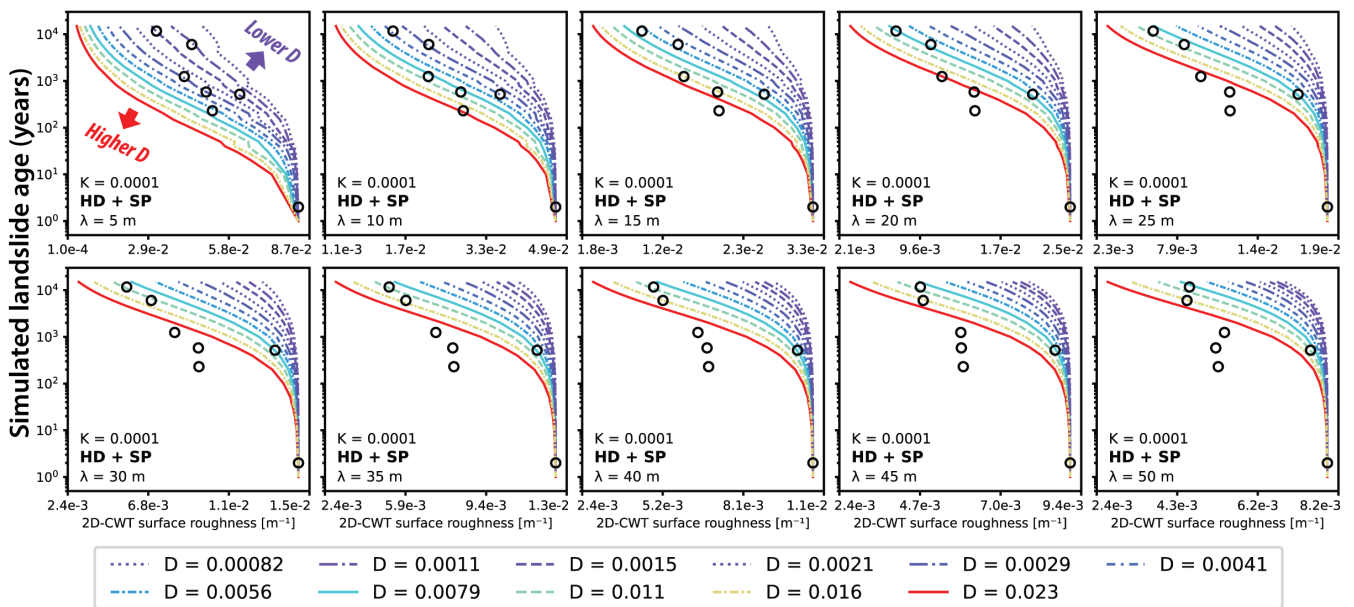 Simulated landslide age (years)
10⁴
10³
10²
10¹
10⁰
Lower D
Higher D
K = 0.0001
HD + SP
λ = 5 m
1.0e-4 2.9e-2 5.8e-2 8.7e-2
K = 0.0001
HD + SP
λ = 10 m
1.1e-3 1.7e-2 3.3e-2 4.9e-2
K = 0.0001
HD + SP
λ = 15 m
1.8e-3 1.2e-2 2.3e-2 3.3e-2
K = 0.0001
HD + SP
λ = 20 m
2.1e-3 9.6e-3 1.7e-2 2.5e-2
K = 0.0001
HD + SP
λ = 25 m
2.3e-3 7.9e-3 1.4e-2 1.9e-2
10⁴
10³
10²
10¹
10⁰
K = 0.0001
HD + SP
λ = 30 m
2.4e-3 6.8e-3 1.1e-2 1.5e-2
2D-CWT surface roughness [m⁻¹]
K = 0.0001
HD + SP
λ = 35 m
2.4e-3 5.9e-3 9.4e-3 1.3e-2
2D-CWT surface roughness [m⁻¹]
K = 0.0001
HD + SP
λ = 40 m
2.4e-3 5.2e-3 8.1e-3 1.1e-2
2D-CWT surface roughness [m⁻¹]
K = 0.0001
HD + SP
λ = 45 m
2.4e-3 4.7e-3 7.0e-3 9.4e-3
2D-CWT surface roughness [m⁻¹]
K = 0.0001
HD + SP
λ = 50 m
2.4e-3 4.3e-3 6.2e-3 8.2e-3
2D-CWT surface roughness [m⁻¹]
D = 0.00082 D = 0.0011 D = 0.0015 D = 0.0021 D = 0.0029 D = 0.0041
D = 0.0056 D = 0.0079 D = 0.011 D = 0.016 D = 0.023